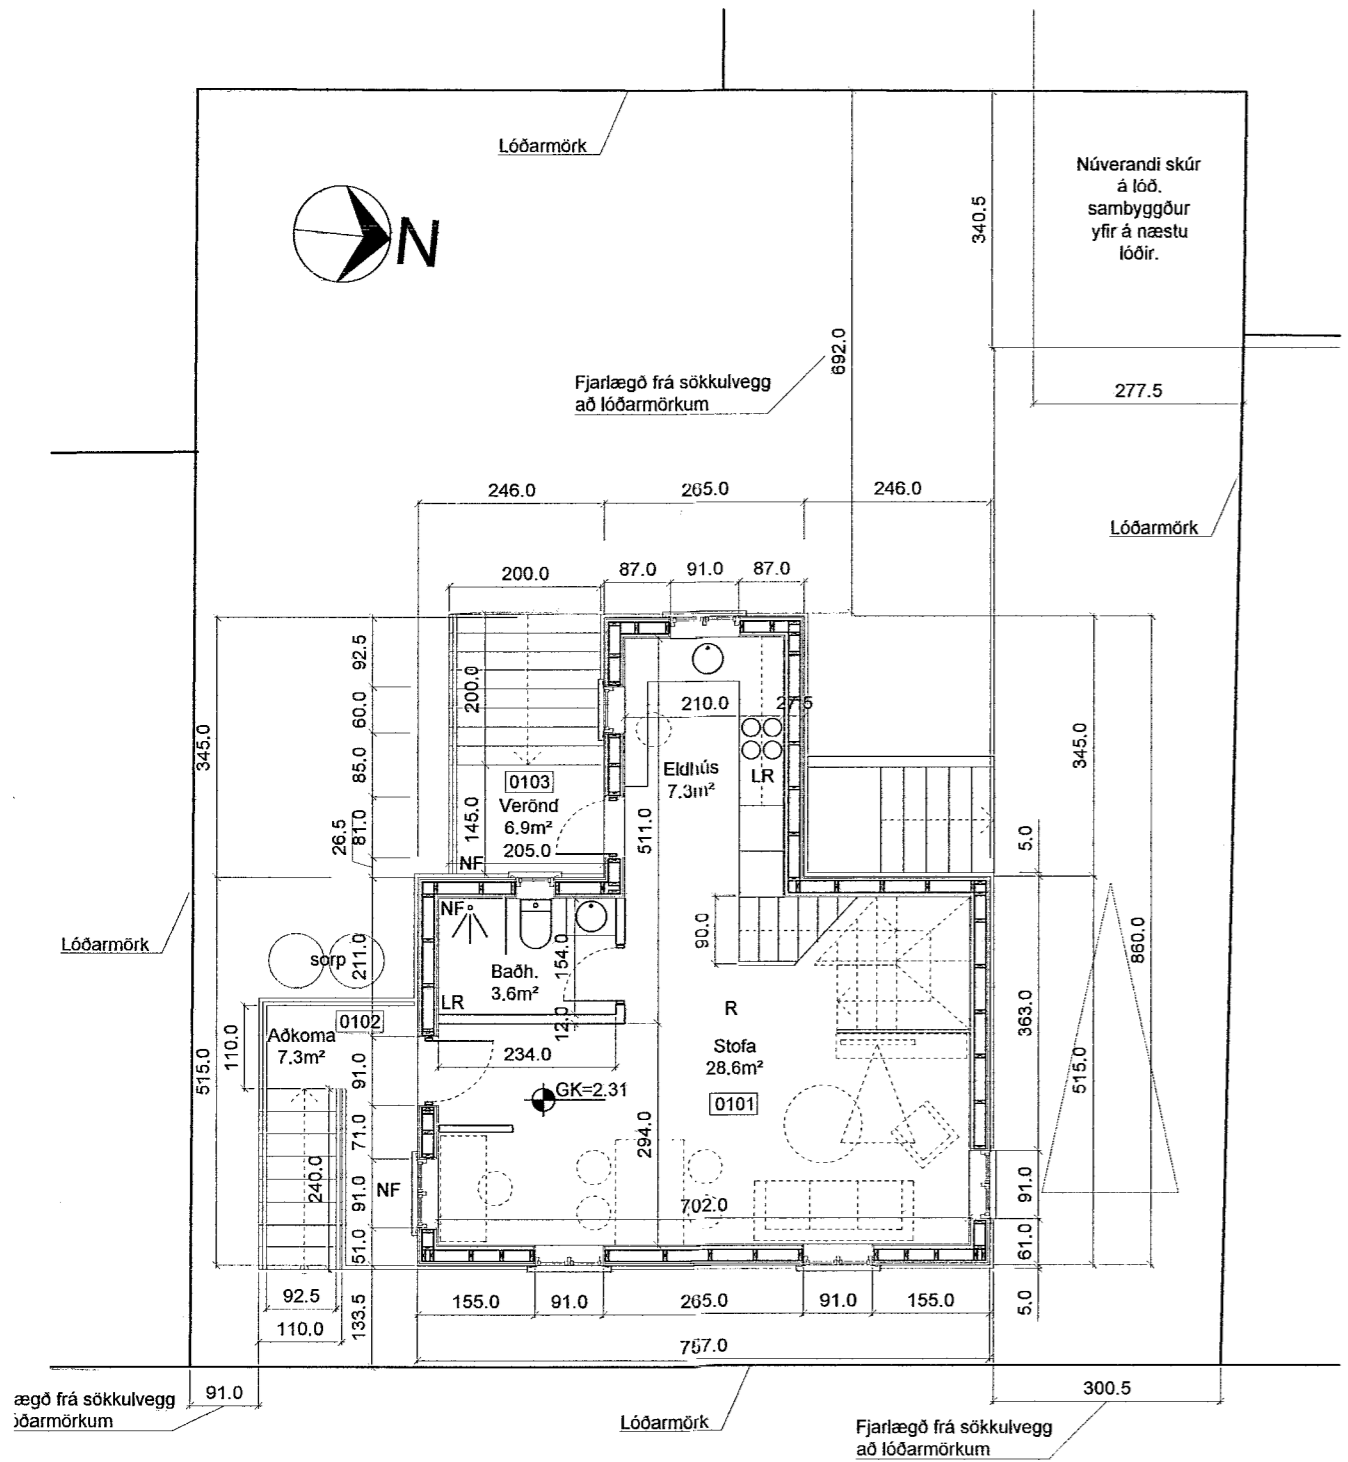 Lóðarmörk
Núverandi skúr
á lóð,
sambyggður
yfir á næstu
lóðir.
N
340.5
692.0
Fjarlægð frá sökkulvegg
að lóðarmörkum
277.5
246.0
265.0
246.0
Lóðarmörk
200.0
87.0
91.0
87.0
92.5
200.0
60.0
210.0
27.5
345.0
85.0
Eldhús
7.3m²
LR
345.0
0103
Verönd
6.9m²
145.0
81.0
26.5
511.0
5.0
205.0
NF
NF
90.0
Lóðarmörk
sorp
211.0
154.0
Baðh.
3.6m²
880.0
LR
R
363.0
0102
12.0
Aðkoma
7.3m²
110.0
Stofa
28.6m²
515.0
234.0
91.0
515.0
GK=2.31
0101
71.0
294.0
240.0
NF
91.0
702.0
91.0
51.0
61.0
92.5
155.0
91.0
265.0
91.0
155.0
5.0
110.0
133.5
757.0
91.0
300.5
ægð frá sökkulvegg
óðarmörkum
Lóðarmörk
Fjarlægð frá sökkulvegg
að lóðarmörkum